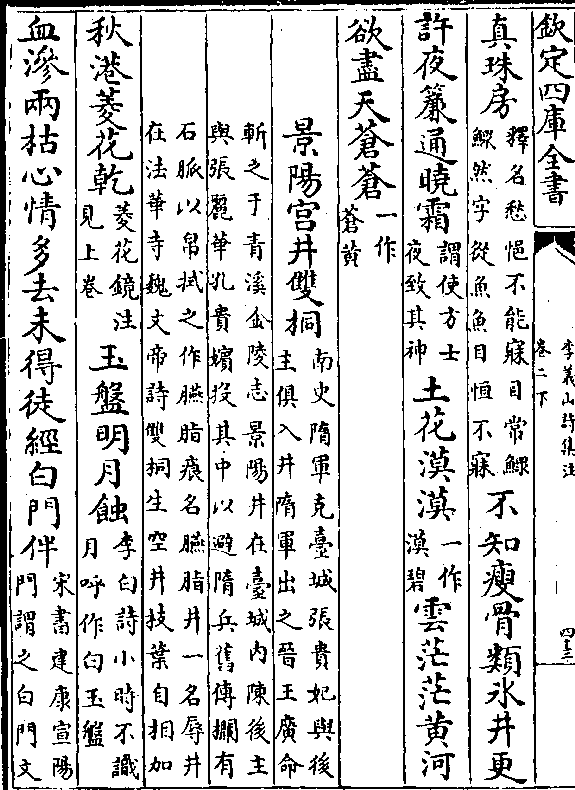 欽定四庫全書
李義山詩集注
卷二下
四十三
真珠房釋名愁悒不能寐目常鰥
鰥然字從魚魚目恒不寐不知瘦骨類氷井更
許夜簾通曉霜謂使方士
夜致其神土花漠漠一作
漠碧雲茫茫黄河
欲盡天蒼蒼一作
蒼黄
景陽宫井雙桐南史隋軍克臺城張貴妃與後
主俱入井隋軍出之晉王廣命
斬之于青溪金陵志景陽井在臺城内陳後主
與張麗華孔貴嬪投其中以避隋兵舊傳欄有
石脈以帛拭之作臙脂痕名臙脂井一名辱井
在法華寺魏文帝詩雙桐生空井枝葉自相加
秋港菱花乾菱花鏡注
見上卷玉盤明月蝕李白詩小時不識
月呼作白玉盤
血滲兩枯心情多去未得徒經白門伴宋書建康宣陽
門謂之白門文